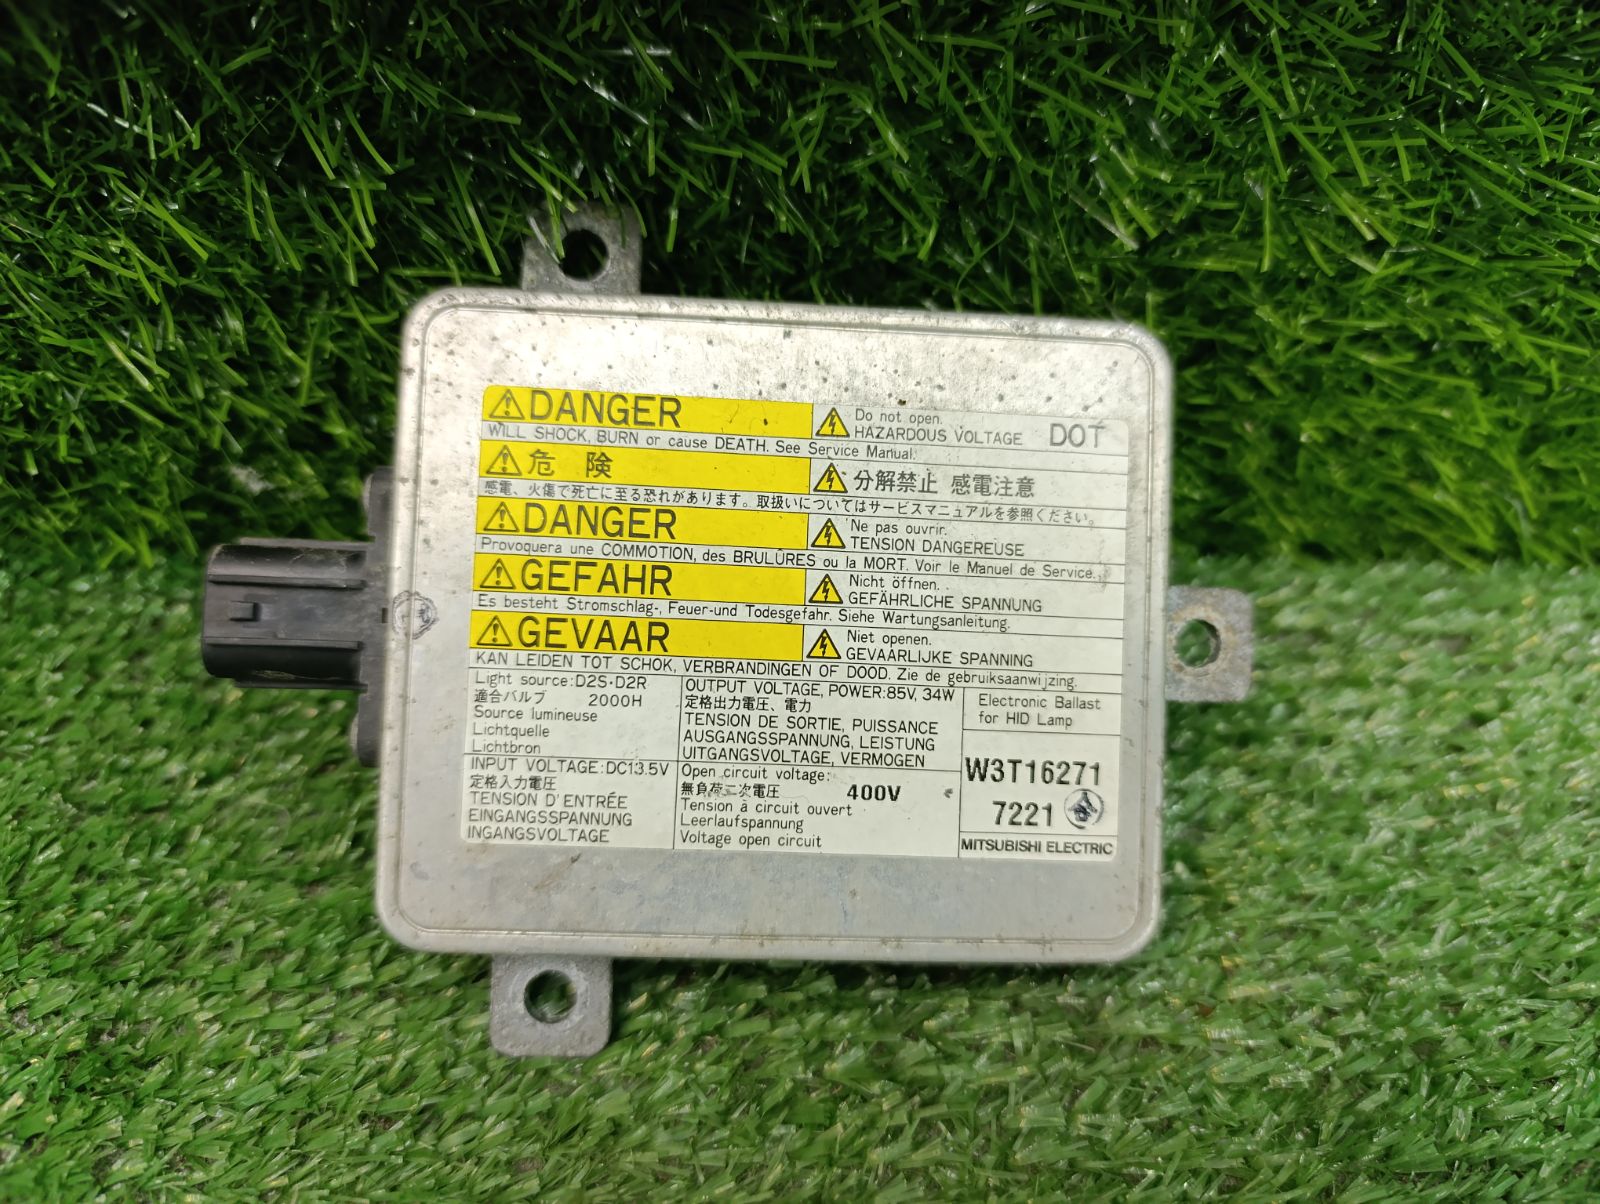 DANGER
Do not open.
HAZARDOUS VOLTAGE DOT
WILL SHOCK, BURN or cause DEATH. See Service Manual.
危 険
分解禁止 感電注意
感電、火傷で死亡に至る恐れがあります。取扱いについてはサービスマニュアルを参照ください。
DANGER
Ne pas ouvrir.
TENSION DANGEREUSE
Provoquera une COMMOTION, des BRULÛRES ou la MORT. Voir le Manuel de Service.
GEFAHR
Nicht öffnen.
GEFÄHRLICHE SPANNUNG
Es besteht Stromschlag-, Feuer-und Todesgefahr. Siehe Wartungsanleitung.
GEVAAR
Niet openen.
GEVAARLIJKE SPANNING
KAN LEIDEN TOT SCHOK, VERBRANDINGEN OF DOOD. Zie de gebruiksaanwijzing.
Light source:D2S·D2R
適合バルブ 2000H
Source lumineuse
Lichtquelle
Lichtbron
OUTPUT VOLTAGE, POWER:85V, 34W
定格出力電圧、電力
TENSION DE SORTIE, PUISSANCE
AUSGANGSSPANNUNG, LEISTUNG
UITGANGSVOLTAGE, VERMOGEN
Electronic Ballast
for HID Lamp
INPUT VOLTAGE:DC13.5V
定格入力電圧
TENSION D'ENTRÉE
EINGANGSSPANNUNG
INGANGSVOLTAGE
Open circuit voltage:
無負荷二次電圧 400V
Tension à circuit ouvert
Leerlaufspannung
Voltage open circuit
W3T16271
7221
MITSUBISHI ELECTRIC